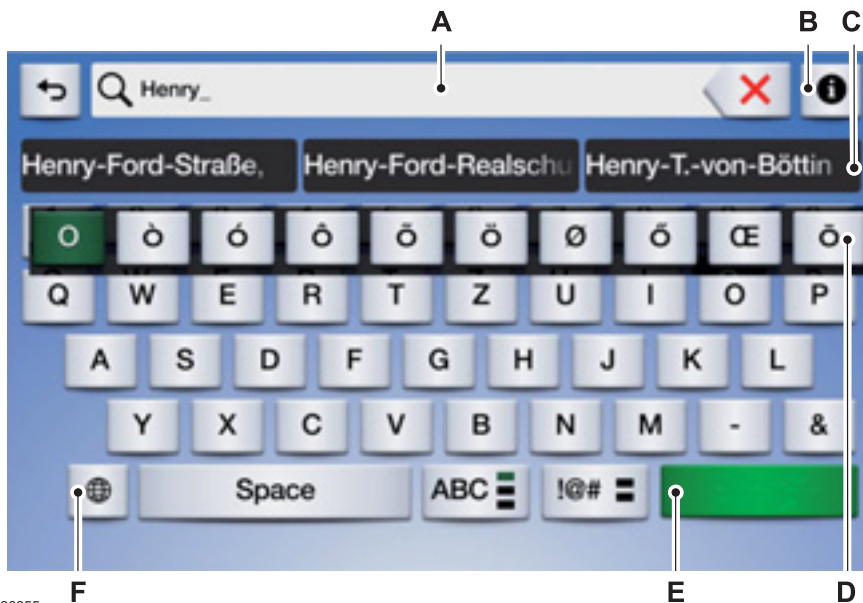 A B C
Henry_
Henry-Ford-Straße, Henry-Ford-Realschu Henry-T.-von-Böttin
O Ò Ó Ô Õ Ö Ø Ő Œ Ō
Q W E R T Z U I O P
A S D F G H J K L
Y X C V B N M - &
Space ABC !@#
F E D